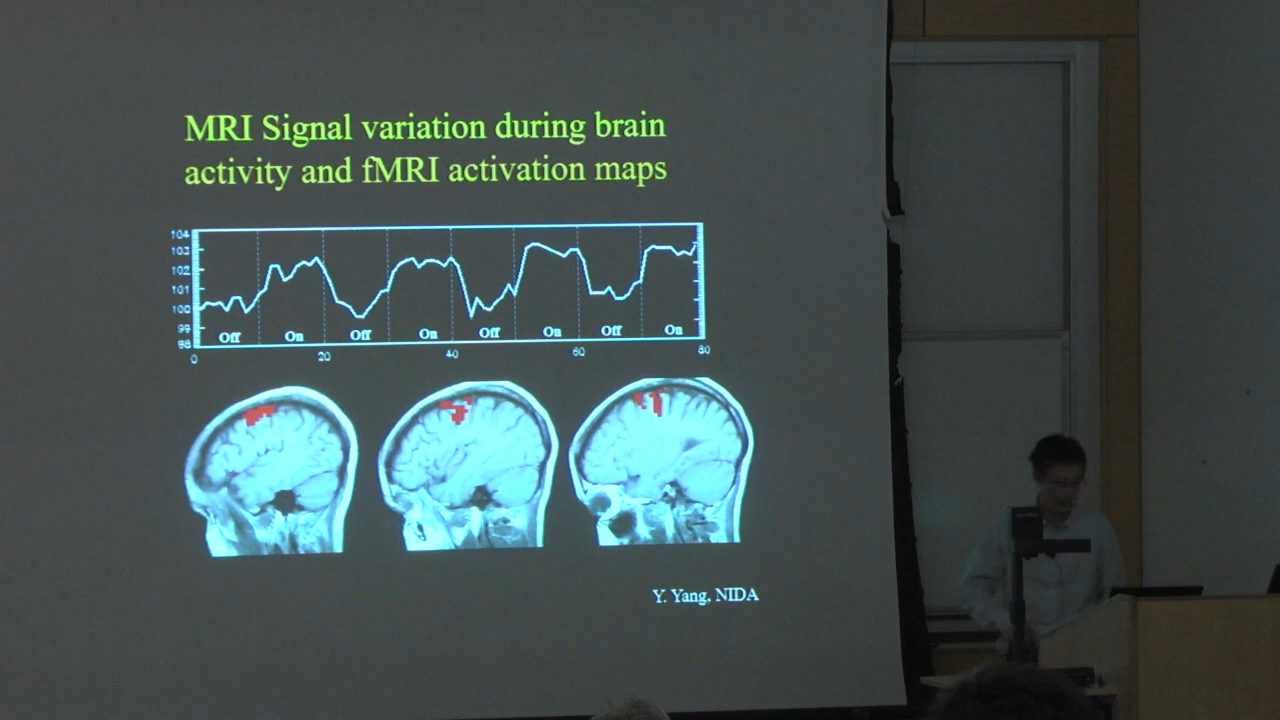 MRI Signal variation during brain
activity and fMRI activation maps
104
103
102
101
100
99
98
Off On Off On Off On Off On
0 20 40 60 80
Y. Yang, NIDA